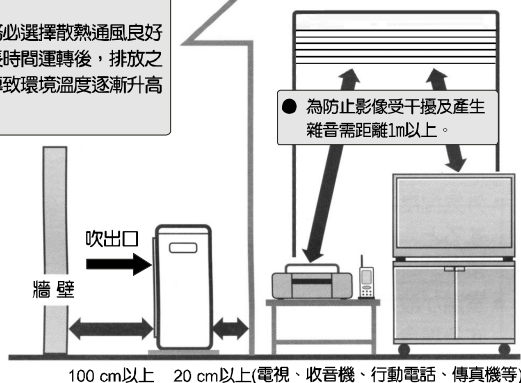 必選擇散熱通風良好
時間運轉後，排放之
致環境溫度逐漸升高
● 為防止影像受干擾及產生
雜音需距離1m以上。
吹出口
牆 壁
100 cm以上
20 cm以上(電視、收音機、行動電話、傳真機等)